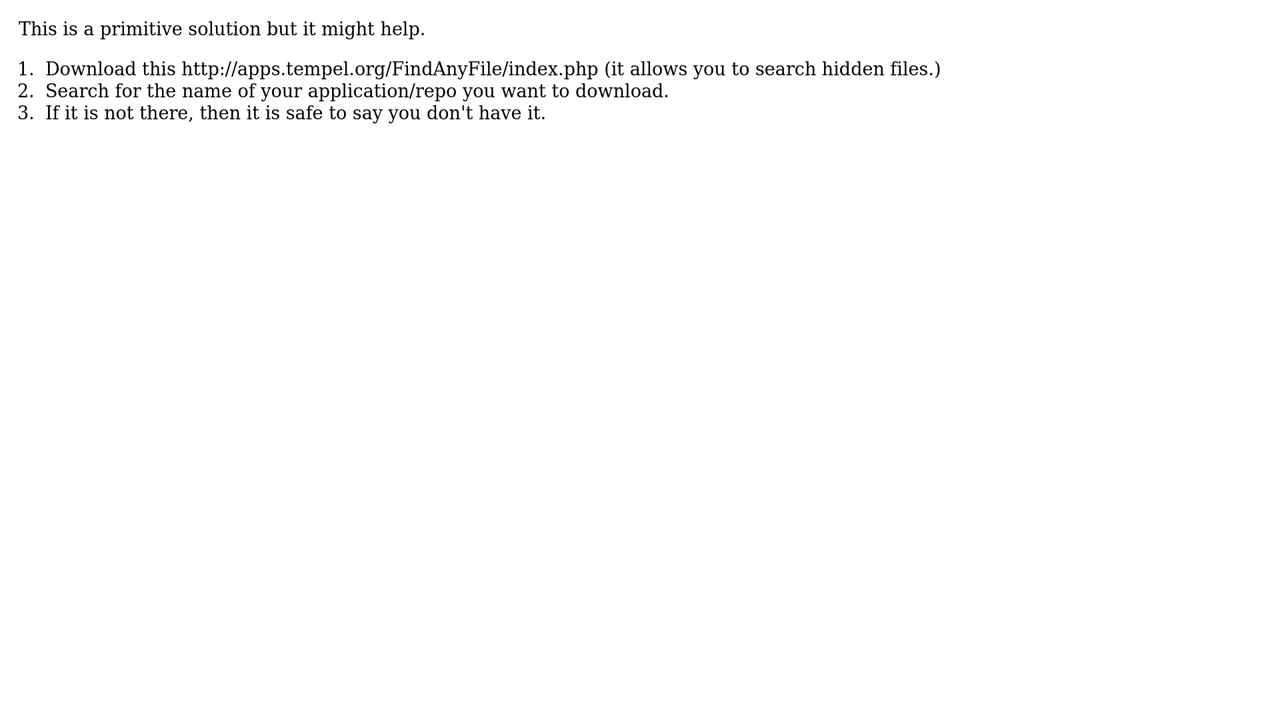 This is a primitive solution but it might help.
1. Download this http://apps.tempel.org/FindAnyFile/index.php (it allows you to search hidden files.)
2. Search for the name of your application/repo you want to download.
3. If it is not there, then it is safe to say you don't have it.